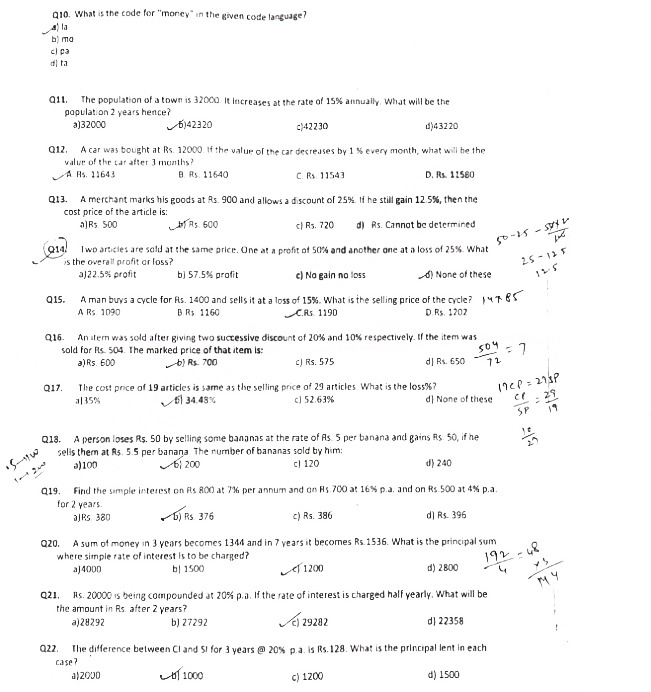 Q10. What is the code for "money" in the given code language?
a) la
b) ma
c) pa
d) ta
Q11. The population of a town is 32000. It increases at the rate of 15% annually. What will be the
population 2 years hence?
a)32000 b)42320 c)42230 d)43220
Q12. A car was bought at Rs. 12000. If the value of the car decreases by 1 % every month, what will be the
value of the car after 3 months?
A Rs. 11643 B. Rs. 11640 C. Rs. 11543 D. Rs. 11580
Q13. A merchant marks his goods at Rs. 900 and allows a discount of 25%. If he still gain 12.5%, then the
cost price of the article is:
a)Rs. 500 b)Rs. 600 c) Rs. 720 d) Rs. Cannot be determined
Q14. Two articles are sold at the same price. One at a profit of 50% and another one at a loss of 25%. What
is the overall profit or loss?
a)22.5% profit b) 57.5% profit c) No gain no loss d) None of these
50-25 -
25 - 12.5
12.5
Q15. A man buys a cycle for Rs. 1400 and sells it at a loss of 15%. What is the selling price of the cycle? 14*85
A Rs. 1090 B Rs. 1160 C.Rs. 1190 D.Rs. 1202
Q16. An item was sold after giving two successive discount of 20% and 10% respectively. If the item was
sold for Rs. 504. The marked price of that item is: 504/72 = 7
a)Rs. 600 b) Rs. 700 c) Rs. 575 d) Rs. 650
Q17. The cost price of 19 articles is same as the selling price of 29 articles. What is the loss%? 19CP = 29SP
a)35% b) 34.48% c) 52.63% d) None of these CP/SP = 29/19
10/29
Q18. A person loses Rs. 50 by selling some bananas at the rate of Rs. 5 per banana and gains Rs. 50, if he
sells them at Rs. 5.5 per banana. The number of bananas sold by him:
.5-100
1-200
a)100 b) 200 c) 120 d) 240
Q19. Find the simple interest on Rs 800 at 7% per annum and on Rs 700 at 16% p.a. and on Rs 500 at 4% p.a.
for 2 years.
a)Rs. 380 b) Rs 376 c) Rs. 386 d) Rs. 396
Q20. A sum of money in 3 years becomes 1344 and in 7 years it becomes Rs.1536. What is the principal sum
where simple rate of interest is to be charged? 192/4 = 48
a)4000 b) 1500 c) 1200 d) 2800 x3
144
Q21. Rs. 20000 is being compounded at 20% p.a. If the rate of interest is charged half yearly. What will be
the amount in Rs. after 2 years?
a)28292 b) 27292 c) 29282 d) 22358
Q22. The difference between CI and SI for 3 years @ 20% p.a. is Rs.128. What is the principal lent in each
case?
a)2000 b) 1000 c) 1200 d) 1500